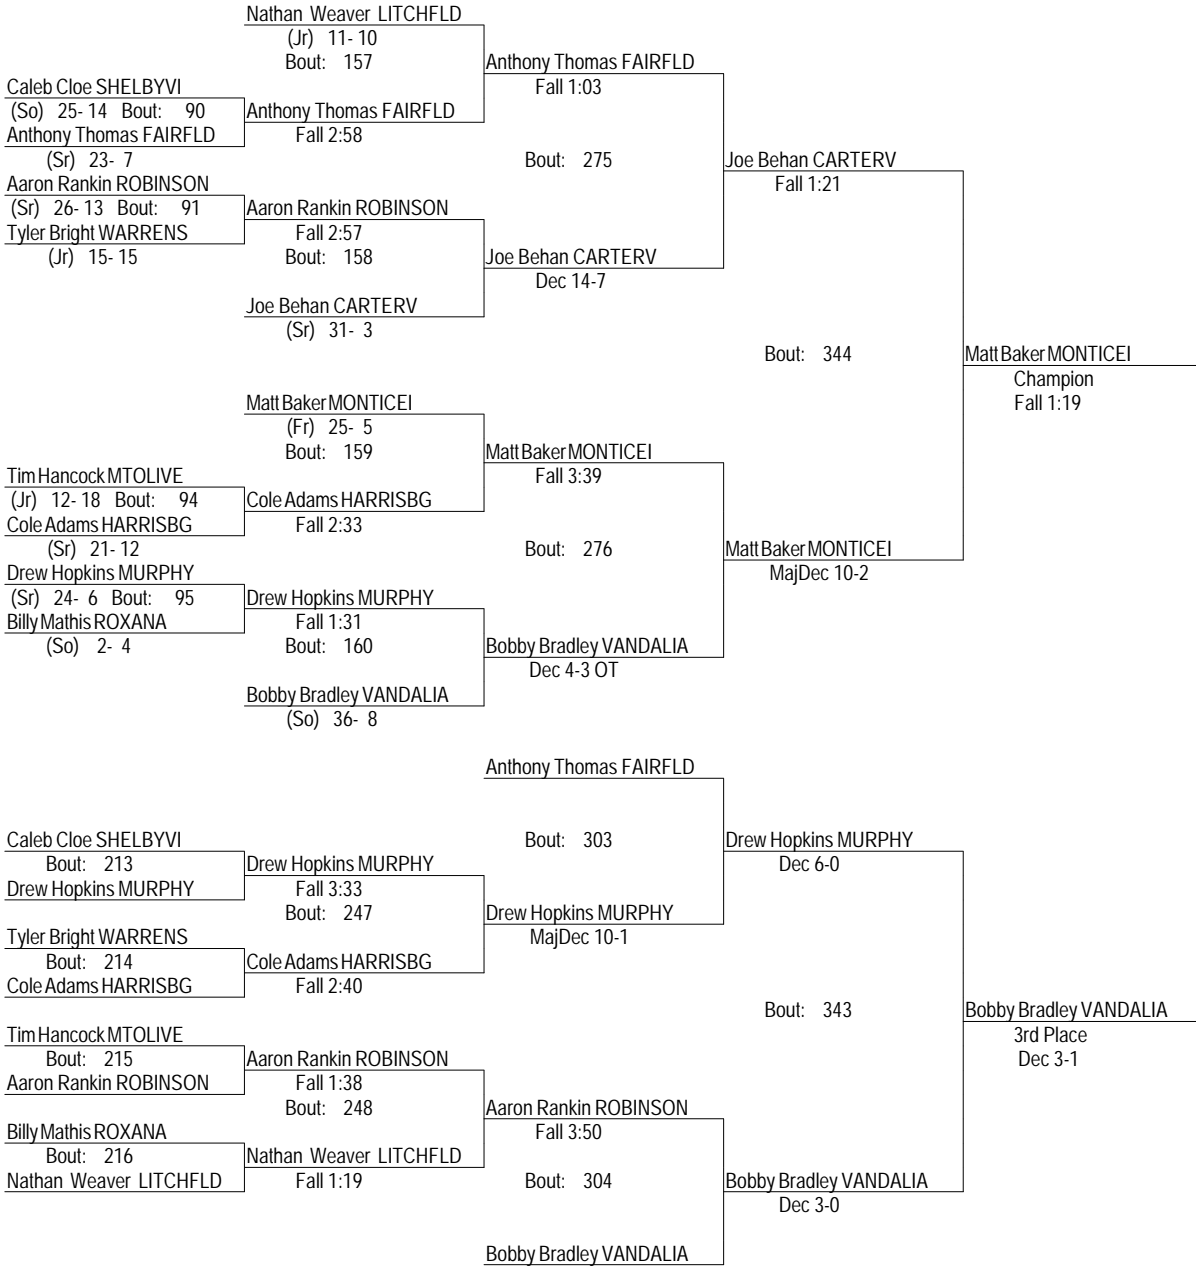 Nathan Weaver LITCHFLD
(Jr) 11- 10
Bout: 157
Anthony Thomas FAIRFLD
Fall 1:03
Caleb Cloe SHELBYVI
(So) 25- 14 Bout: 90
Anthony Thomas FAIRFLD
Anthony Thomas FAIRFLD
Fall 2:58
(Sr) 23- 7
Bout: 275
Joe Behan CARTERV
Fall 1:21
Aaron Rankin ROBINSON
(Sr) 26- 13 Bout: 91
Aaron Rankin ROBINSON
Tyler Bright WARRENS
Fall 2:57
(Jr) 15- 15
Bout: 158
Joe Behan CARTERV
Dec 14-7
Joe Behan CARTERV
(Sr) 31- 3
Bout: 344
Matt Baker MONTICEI
Champion
Fall 1:19
Matt Baker MONTICEI
(Fr) 25- 5
Bout: 159
Matt Baker MONTICEI
Fall 3:39
Tim Hancock MTOLIVE
(Jr) 12- 18 Bout: 94
Cole Adams HARRISBG
Cole Adams HARRISBG
Fall 2:33
(Sr) 21- 12
Bout: 276
Matt Baker MONTICEI
MajDec 10-2
Drew Hopkins MURPHY
(Sr) 24- 6 Bout: 95
Drew Hopkins MURPHY
Billy Mathis ROXANA
Fall 1:31
(So) 2- 4
Bout: 160
Bobby Bradley VANDALIA
Dec 4-3 OT
Bobby Bradley VANDALIA
(So) 36- 8
Anthony Thomas FAIRFLD
Caleb Cloe SHELBYVI
Bout: 303
Drew Hopkins MURPHY
Dec 6-0
Bout: 213
Drew Hopkins MURPHY
Drew Hopkins MURPHY
Fall 3:33
Bout: 247
Drew Hopkins MURPHY
MajDec 10-1
Tyler Bright WARRENS
Bout: 214
Cole Adams HARRISBG
Cole Adams HARRISBG
Fall 2:40
Bout: 343
Bobby Bradley VANDALIA
3rd Place
Dec 3-1
Tim Hancock MTOLIVE
Bout: 215
Aaron Rankin ROBINSON
Aaron Rankin ROBINSON
Fall 1:38
Bout: 248
Aaron Rankin ROBINSON
Fall 3:50
Billy Mathis ROXANA
Bout: 216
Nathan Weaver LITCHFLD
Nathan Weaver LITCHFLD
Fall 1:19
Bout: 304
Bobby Bradley VANDALIA
Dec 3-0
Bobby Bradley VANDALIA